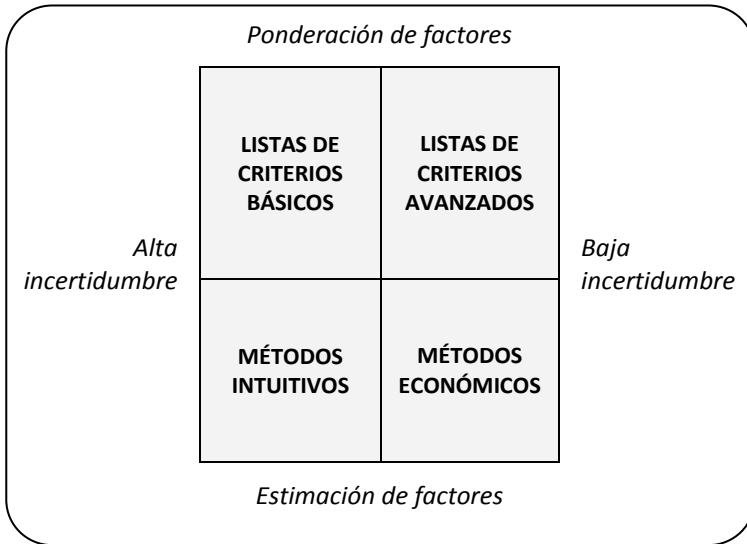 Ponderación de factores
LISTAS DE
CRITERIOS
BÁSICOS
LISTAS DE
CRITERIOS
AVANZADOS
Alta
incertidumbre
Baja
incertidumbre
MÉTODOS
INTUITIVOS
MÉTODOS
ECONÓMICOS
Estimación de factores